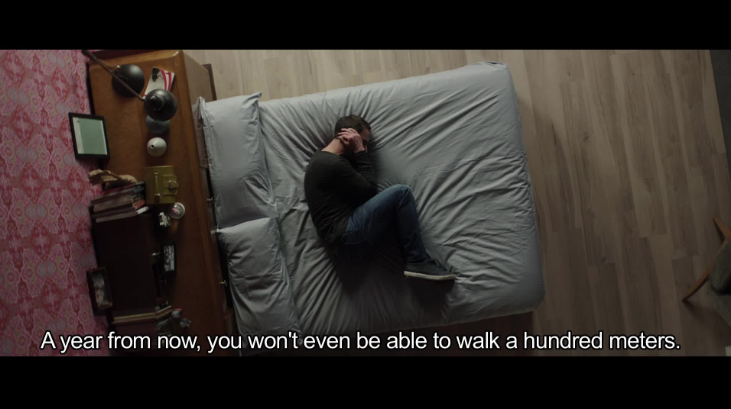 A year from now, you won't even be able to walk a hundred meters.